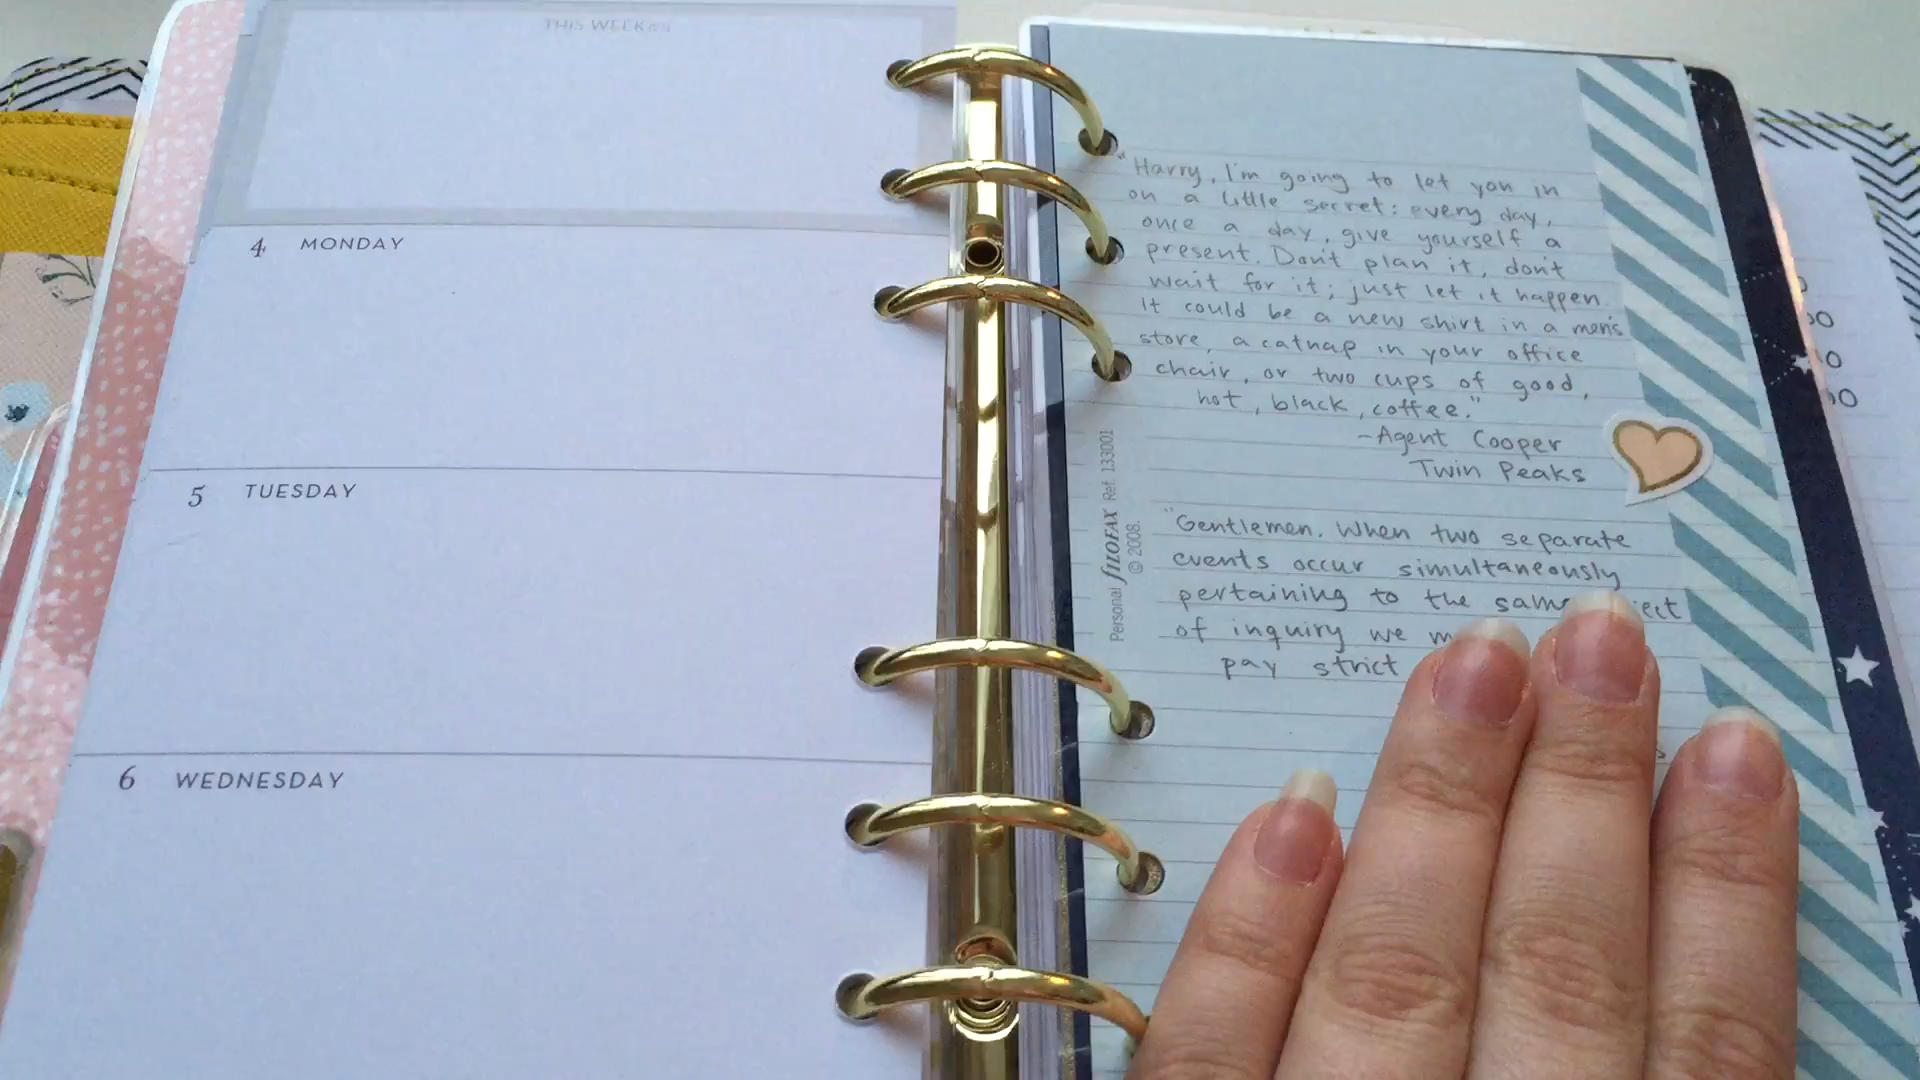 THIS WEEK
4 MONDAY
5 TUESDAY
6 WEDNESDAY
"Harry, I'm going to let you in
on a little secret: every day,
once a day, give yourself a
present. Don't plan it, don't
wait for it; just let it happen.
It could be a new shirt in a men's
store, a catnap in your office
chair, or two cups of good,
hot, black, coffee."
-Agent Cooper
Twin Peaks
"Gentlemen. When two separate
events occur simultaneously
pertaining to the
of inquiry we
pay strict
Personal FILOFAX Ref. 133001
© 2008.